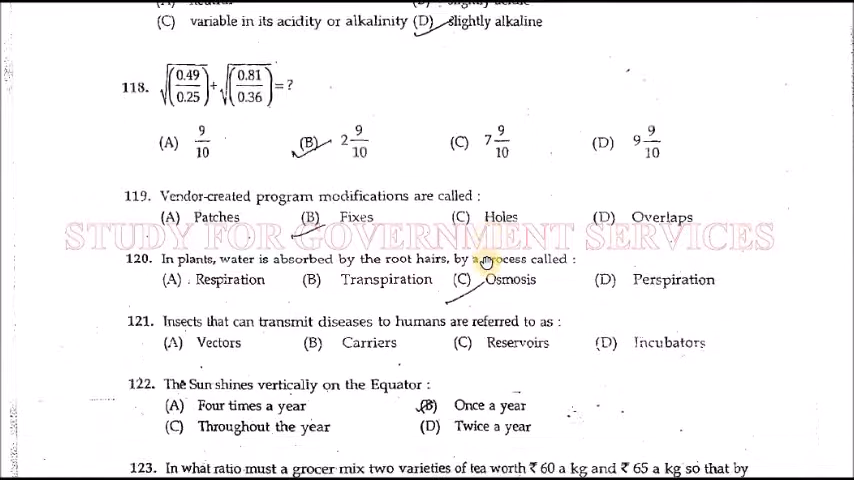 (C) variable in its acidity or alkalinity (D) slightly alkaline
118. √(0.49/0.25) + √(0.81/0.36) = ?
(A) 9/10 (B) 2 9/10 (C) 7 9/10 (D) 9 9/10
119. Vendor-created program modifications are called :
(A) Patches (B) Fixes (C) Holes (D) Overlaps
STUDY FOR GOVERNMENT SERVICES
120. In plants, water is absorbed by the root hairs, by a process called :
(A) Respiration (B) Transpiration (C) Osmosis (D) Perspiration
121. Insects that can transmit diseases to humans are referred to as :
(A) Vectors (B) Carriers (C) Reservoirs (D) Incubators
122. The Sun shines vertically on the Equator :
(A) Four times a year (B) Once a year
(C) Throughout the year (D) Twice a year
123. In what ratio must a grocer mix two varieties of tea worth ₹ 60 a kg and ₹ 65 a kg so that by